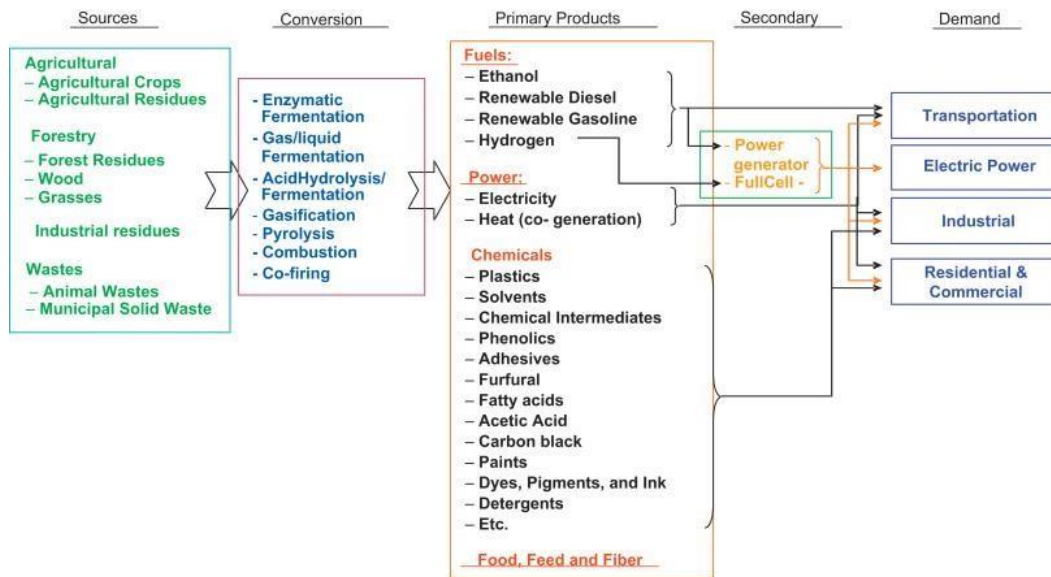 Sources
Conversion
Primary Products
Secondary
Demand
Agricultural
– Agricultural Crops
– Agricultural Residues
Forestry
– Forest Residues
– Wood
– Grasses
Industrial residues
Wastes
– Animal Wastes
– Municipal Solid Waste
- Enzymatic
Fermentation
- Gas/liquid
Fermentation
- AcidHydrolysis/
Fermentation
- Gasification
- Pyrolysis
- Combustion
- Co-firing
Fuels:
– Ethanol
– Renewable Diesel
– Renewable Gasoline
– Hydrogen
Power:
– Electricity
– Heat (co- generation)
Chemicals
– Plastics
– Solvents
– Chemical Intermediates
– Phenolics
– Adhesives
– Furfural
– Fatty acids
– Acetic Acid
– Carbon black
– Paints
– Dyes, Pigments, and Ink
– Detergents
– Etc.
Food, Feed and Fiber
- Power
generator
- FullCell -
Transportation
Electric Power
Industrial
Residential &
Commercial